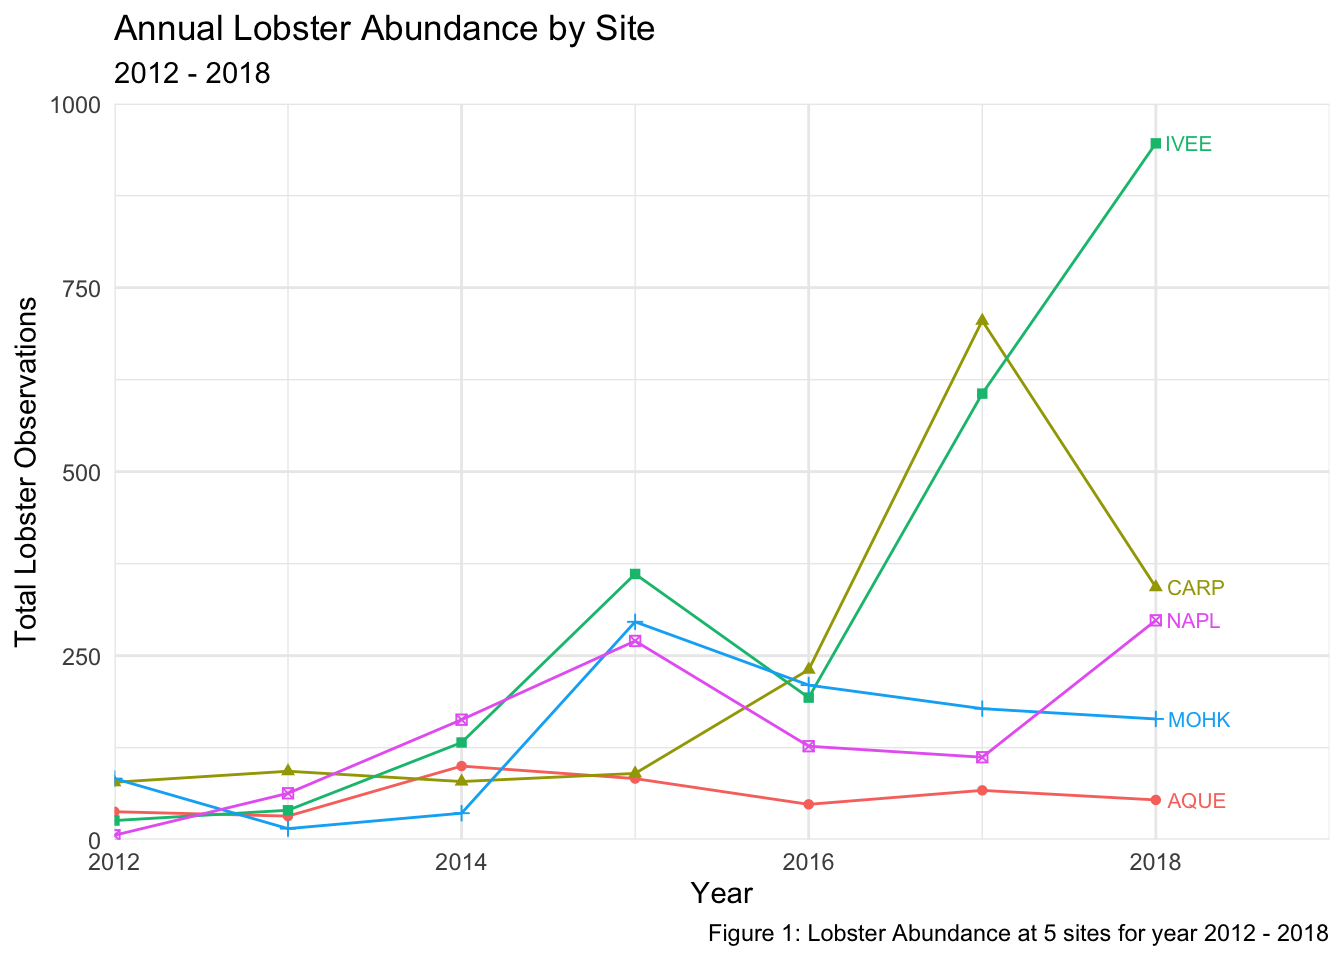 Annual Lobster Abundance by Site
2012 - 2018
1000
750
500
250
0
Total Lobster Observations
IVEE
CARP
NAPL
MOHK
AQUE
2012 2014 2016 2018
Year
Figure 1: Lobster Abundance at 5 sites for year 2012 - 2018